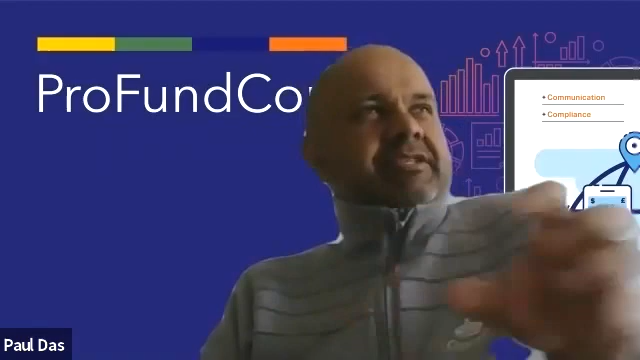 ProFundCo
+ Communication
+ Compliance
$ £
Paul Das